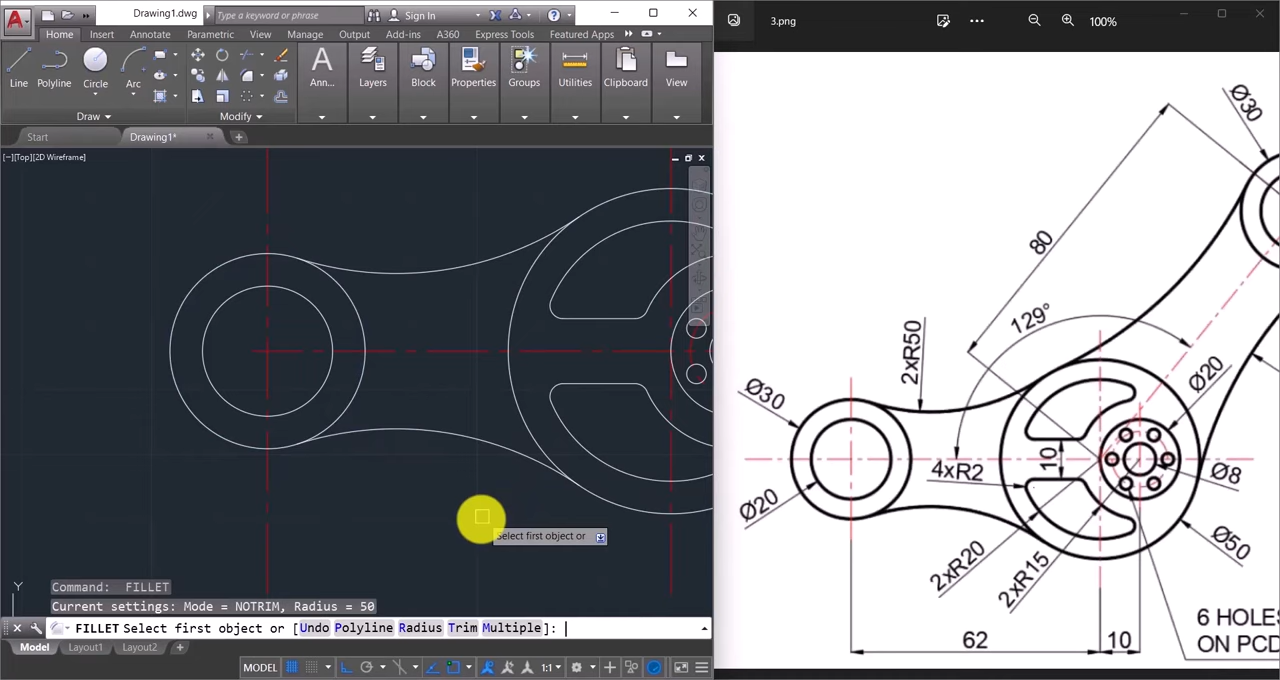 Drawing1.dwg
Type a keyword or phrase
Sign In
?
Home Insert Annotate Parametric View Manage Output Add-ins A360 Express Tools Featured Apps
A
Line Polyline Circle Arc Ann... Layers Block Properties Groups Utilities Clipboard View
Draw
Modify
Start Drawing1*
[−][Top][2D Wireframe]
Select first object or
Y
Command: FILLET
Current settings: Mode = NOTRIM, Radius = 50
FILLET Select first object or [Undo Polyline Radius Trim Multiple]:
Model Layout1 Layout2 +
MODEL 1:1
3.png
100%
Ø30
80
129°
2xR50
Ø30
Ø20
10
4xR2
Ø8
Ø20
2xR20
2xR15
Ø50
6 HOLES
ON PCD
62
10